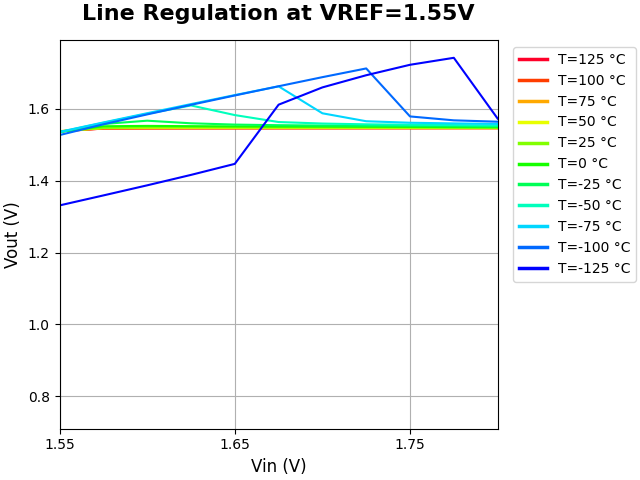 Line Regulation at VREF=1.55V
Vout (V)
1.6
1.4
1.2
1.0
0.8
1.55
1.65
1.75
Vin (V)
T=125 °C
T=100 °C
T=75 °C
T=50 °C
T=25 °C
T=0 °C
T=-25 °C
T=-50 °C
T=-75 °C
T=-100 °C
T=-125 °C